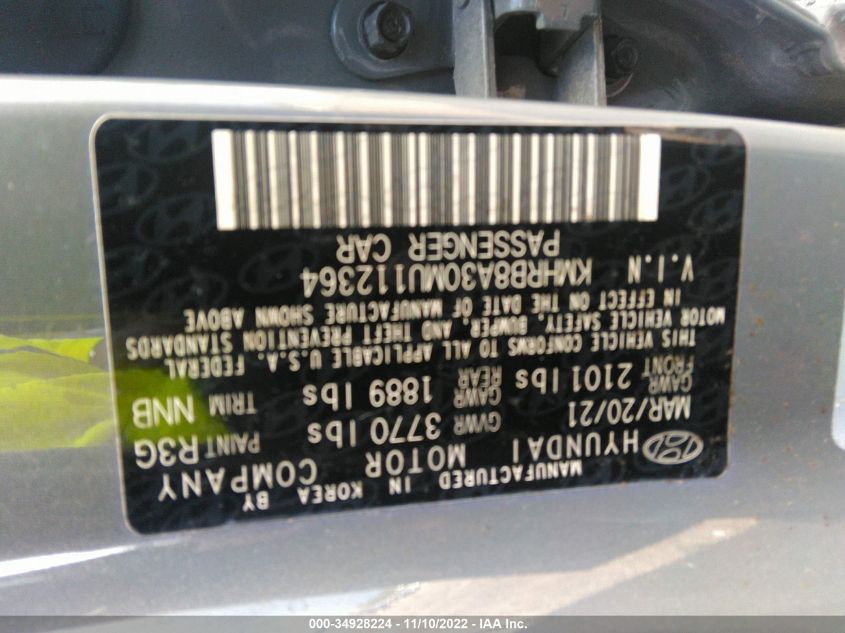 MANUFACTURED IN KOREA BY
HYUNDAI MOTOR COMPANY
MAR/20/21 GVWR 3770 lbs PAINT R3G
GAWR FRONT 2101 lbs GAWR REAR 1889 lbs TRIM NNB
THIS VEHICLE CONFORMS TO ALL APPLICABLE U.S.A. FEDERAL
MOTOR VEHICLE SAFETY, BUMPER, AND THEFT PREVENTION STANDARDS
IN EFFECT ON THE DATE OF MANUFACTURE SHOWN ABOVE
V.I.N KMHRB8A30MU112364
PASSENGER CAR
000-34928224 - 11/10/2022 - IAA Inc.